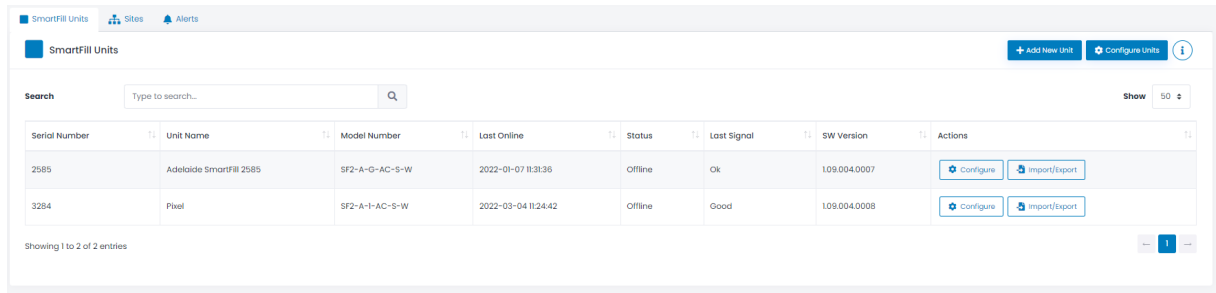 SmartFill Units Sites Alerts
SmartFill Units + Add New Unit Configure Units i
Search Type to search... Show 50
Serial Number Unit Name Model Number Last Online Status Last Signal SW Version Actions
2585 Adelaide SmartFill 2585 SF2-A-G-AC-S-W 2022-01-07 11:31:36 Offline Ok 1.09.004.0007 Configure Import/Export
3284 Pixel SF2-A-1-AC-S-W 2022-03-04 11:24:42 Offline Good 1.09.004.0008 Configure Import/Export
Showing 1 to 2 of 2 entries ← 1 →